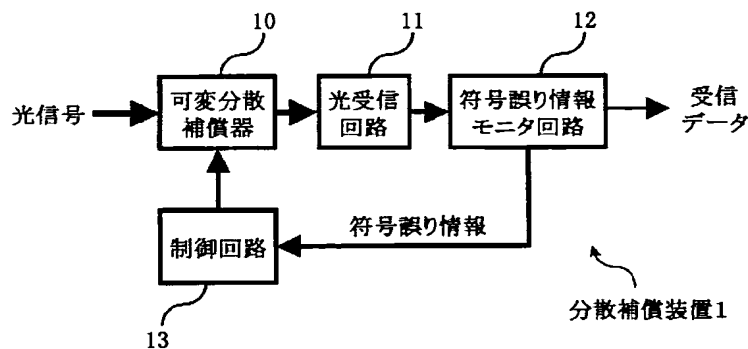 10
11
12
光信号
可変分散
補償器
光受信
回路
符号誤り情報
モニタ回路
受信
データ
制御回路
符号誤り情報
13
分散補償装置1